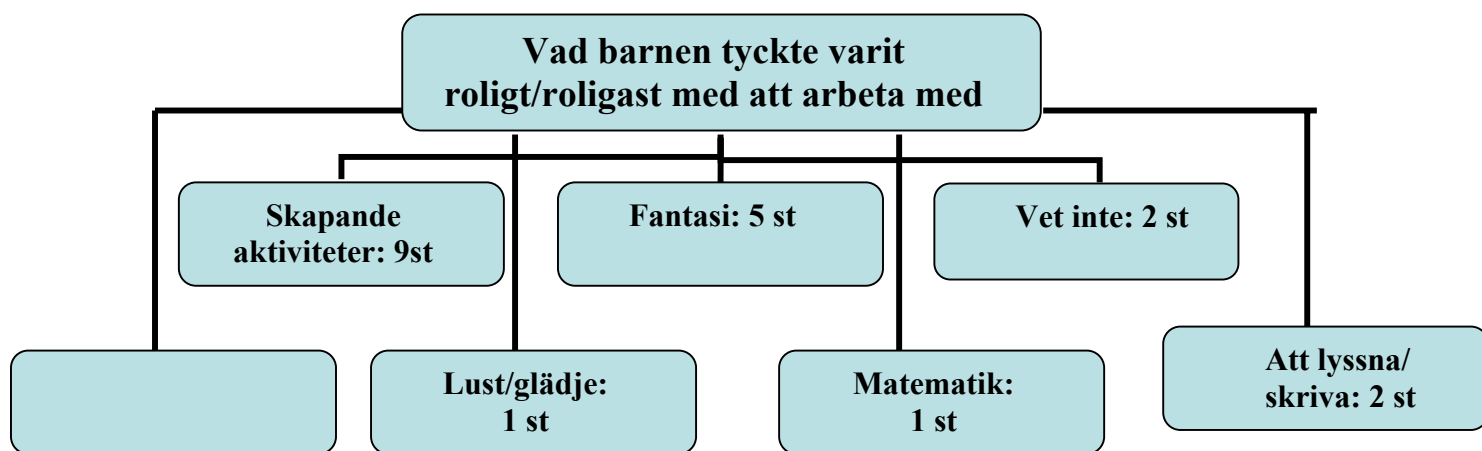 Vad barnen tyckte varit
roligt/roligast med att arbeta med
Skapande
aktiviteter: 9st
Fantasi: 5 st
Vet inte: 2 st
Lust/glädje:
1 st
Matematik:
1 st
Att lyssna/
skriva: 2 st